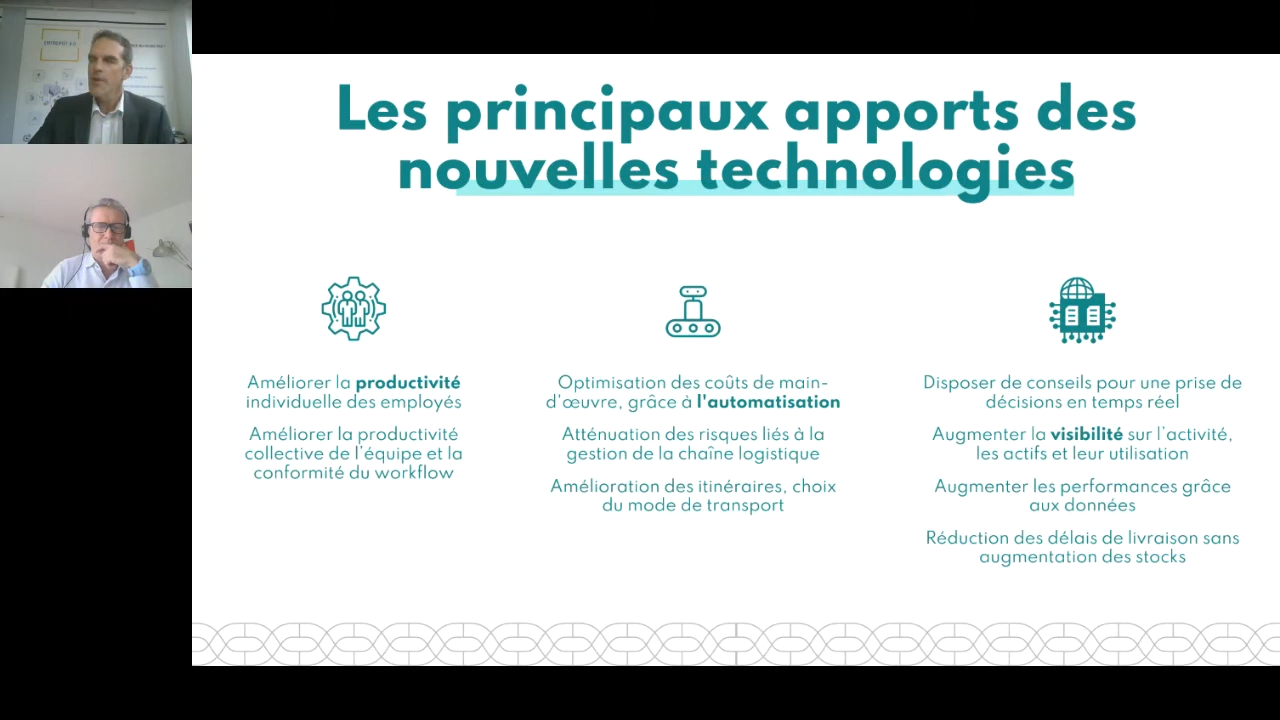 ENTREPÔT 4.0
Les principaux apports des
nouvelles technologies
Améliorer la productivité
individuelle des employés
Améliorer la productivité
collective de l'équipe et la
conformité du workflow
Optimisation des coûts de main-
d'œuvre, grâce à l'automatisation
Atténuation des risques liés à la
gestion de la chaîne logistique
Amélioration des itinéraires, choix
du mode de transport
Disposer de conseils pour une prise de
décisions en temps réel
Augmenter la visibilité sur l'activité,
les actifs et leur utilisation
Augmenter les performances grâce
aux données
Réduction des délais de livraison sans
augmentation des stocks